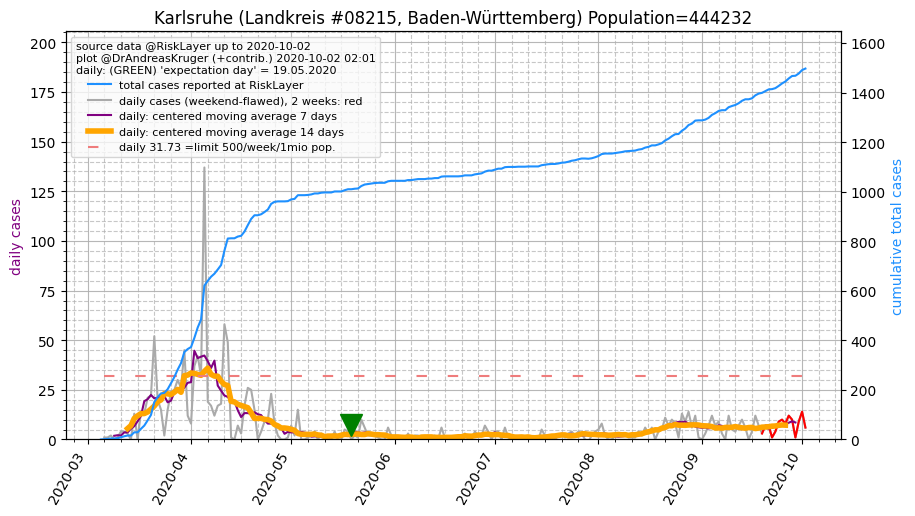 Karlsruhe (Landkreis #08215, Baden-Württemberg) Population=444232
source data @RiskLayer up to 2020-10-02
plot @DrAndreasKruger (+contrib.) 2020-10-02 02:01
daily: (GREEN) 'expectation day' = 19.05.2020
total cases reported at RiskLayer
daily cases (weekend-flawed), 2 weeks: red
daily: centered moving average 7 days
daily: centered moving average 14 days
daily 31.73 =limit 500/week/1mio pop.
daily cases
200
175
150
125
100
75
50
25
0
cumulative total cases
1600
1400
1200
1000
800
600
400
200
0
2020-03
2020-04
2020-05
2020-06
2020-07
2020-08
2020-09
2020-10